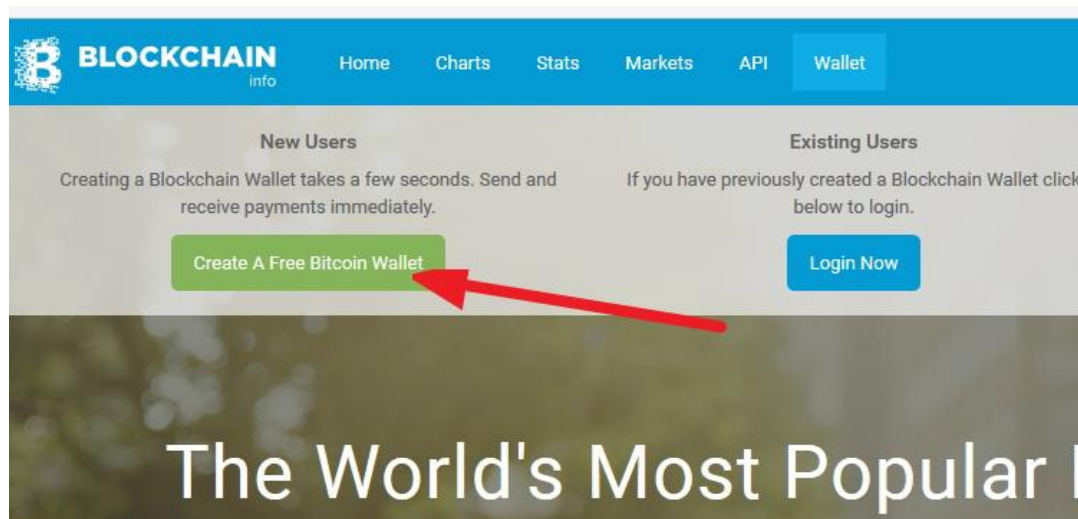 BLOCKCHAIN
info
Home Charts Stats Markets API Wallet
New Users
Creating a Blockchain Wallet takes a few seconds. Send and
receive payments immediately.
Create A Free Bitcoin Wallet
Existing Users
If you have previously created a Blockchain Wallet click
below to login.
Login Now
The World's Most Popular